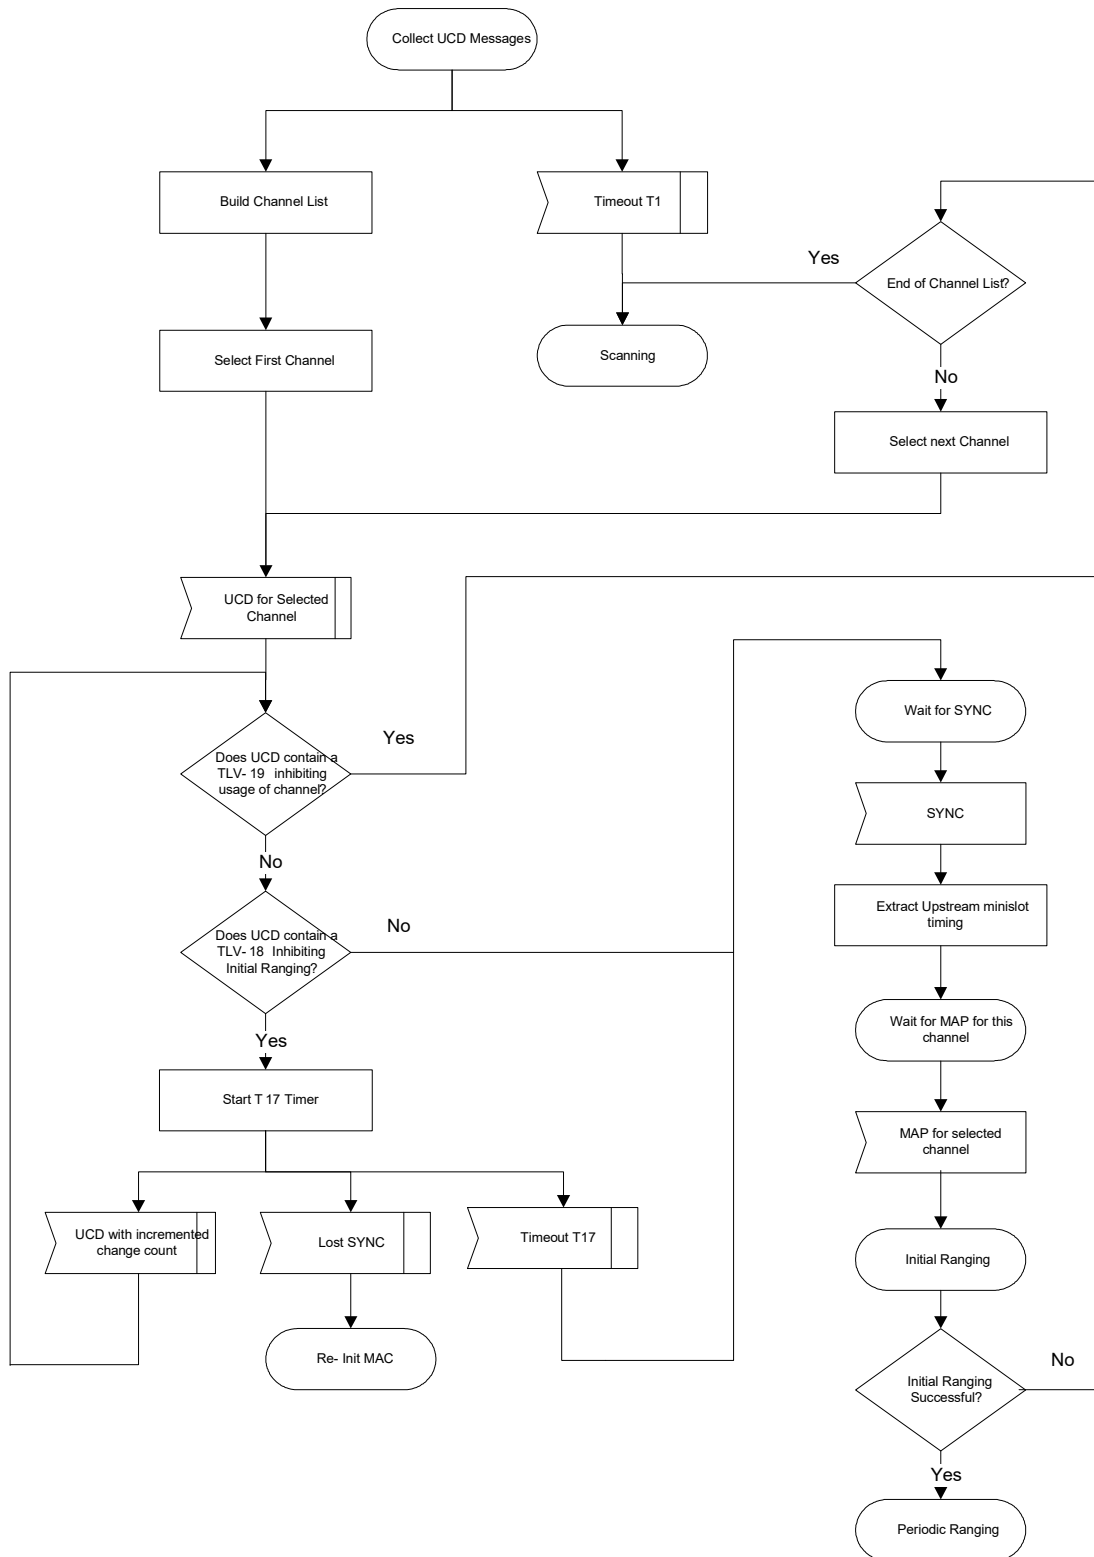 Collect UCD Messages
Build Channel List
Timeout T1
Yes
End of Channel List?
Select First Channel
Scanning
No
Select next Channel
UCD for Selected
Channel
Does UCD contain a
TLV- 19 inhibiting
usage of channel?
Yes
Wait for SYNC
SYNC
No
Does UCD contain a
TLV- 18 Inhibiting
Initial Ranging?
No
Extract Upstream minislot
timing
Yes
Wait for MAP for this
channel
Start T 17 Timer
MAP for selected
channel
UCD with incremented
change count
Lost SYNC
Timeout T17
Initial Ranging
Re- Init MAC
Initial Ranging
Successful?
No
Yes
Periodic Ranging